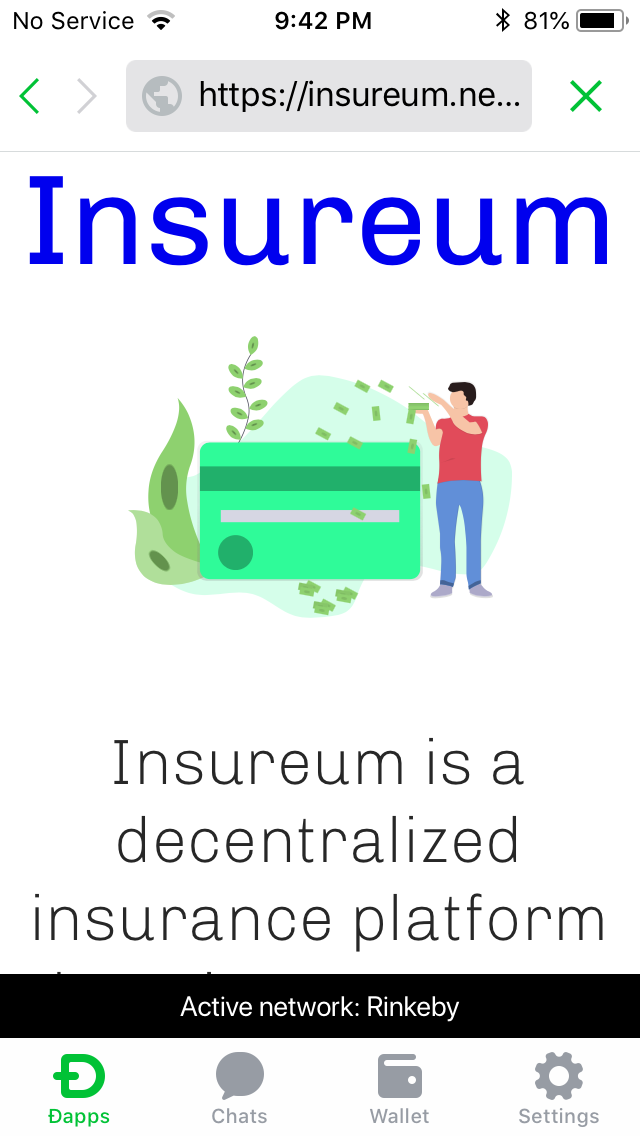 No Service 9:42 PM 81%
https://insureum.ne...
Insureum
Insureum is a
decentralized
insurance platform
Active network: Rinkeby
Ðapps Chats Wallet Settings